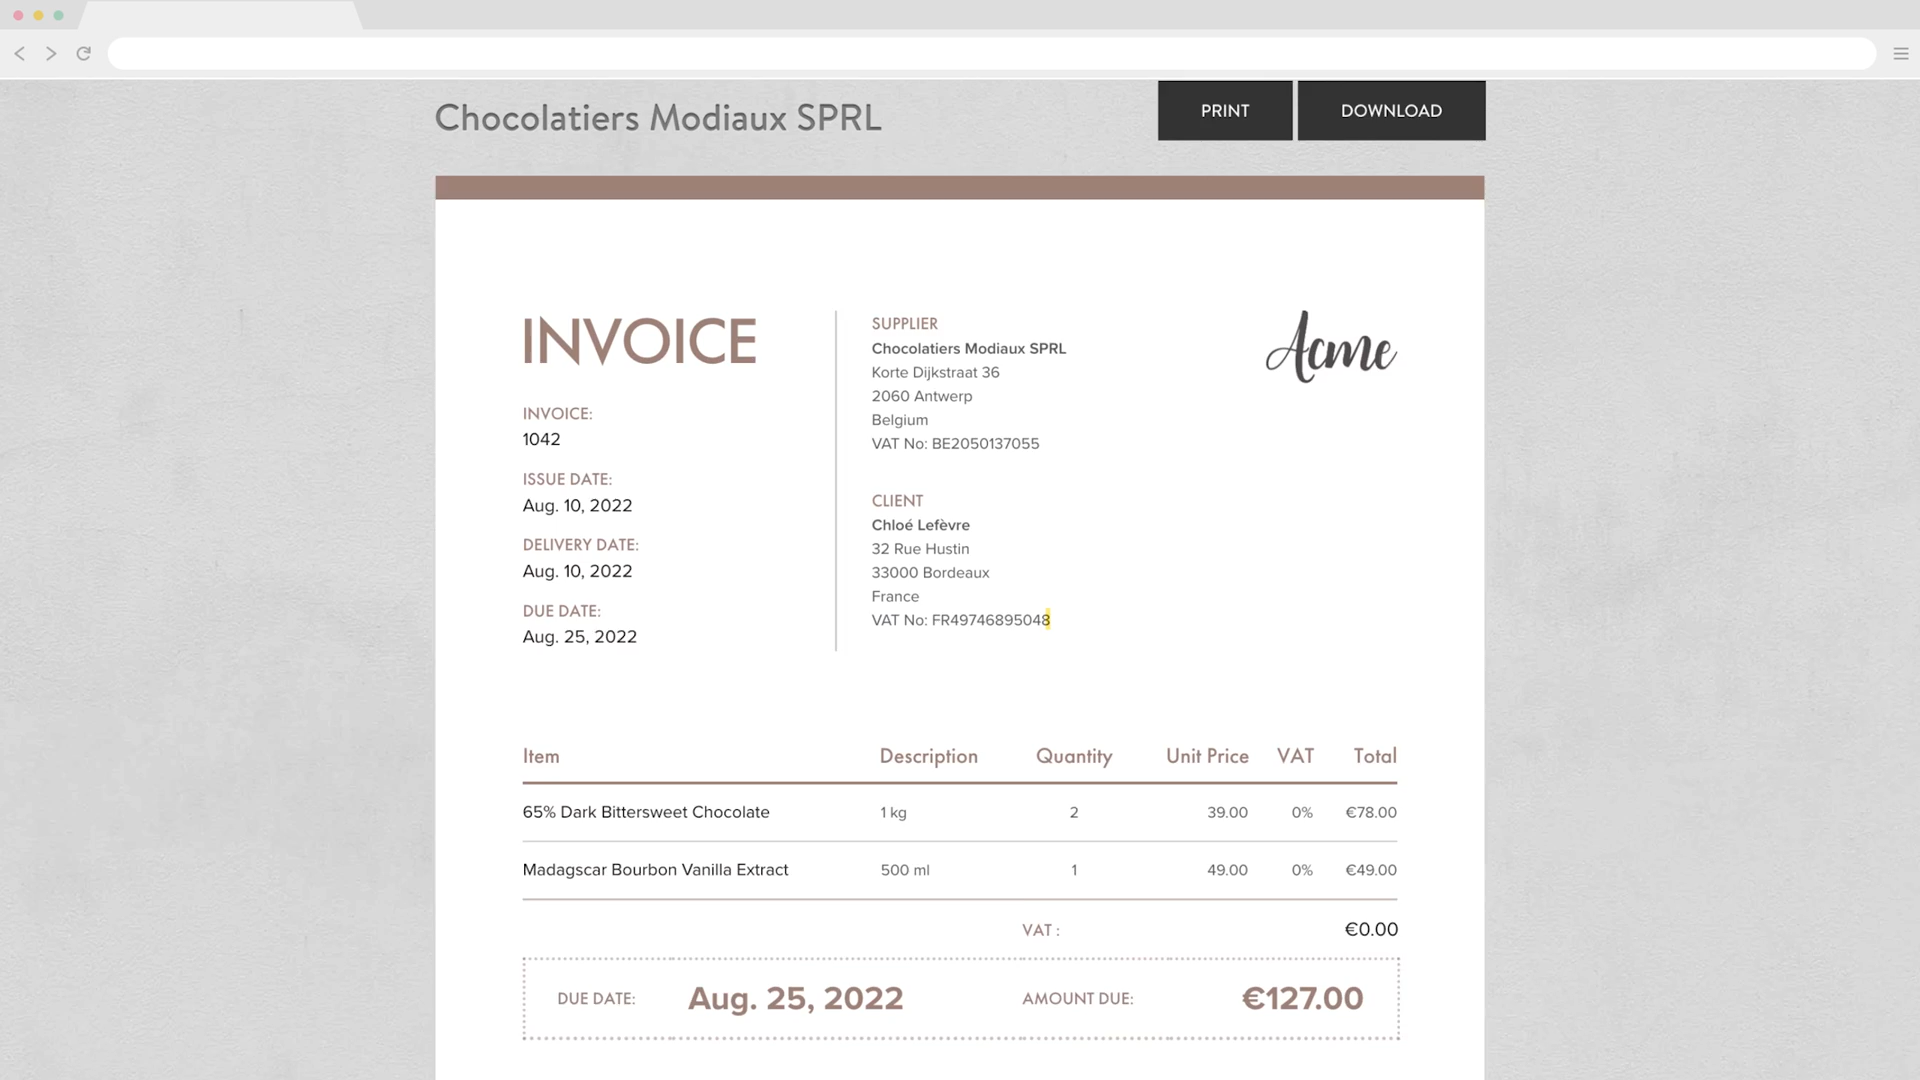 Chocolatiers Modiaux SPRL
PRINT
DOWNLOAD
INVOICE
INVOICE:
1042
ISSUE DATE:
Aug. 10, 2022
DELIVERY DATE:
Aug. 10, 2022
DUE DATE:
Aug. 25, 2022
SUPPLIER
Chocolatiers Modiaux SPRL
Korte Dijkstraat 36
2060 Antwerp
Belgium
VAT No: BE2050137055
CLIENT
Chloé Lefèvre
32 Rue Hustin
33000 Bordeaux
France
VAT No: FR49746895048
Acme
Item Description Quantity Unit Price VAT Total
65% Dark Bittersweet Chocolate 1 kg 2 39.00 0% €78.00
Madagscar Bourbon Vanilla Extract 500 ml 1 49.00 0% €49.00
VAT : €0.00
DUE DATE: Aug. 25, 2022 AMOUNT DUE: €127.00